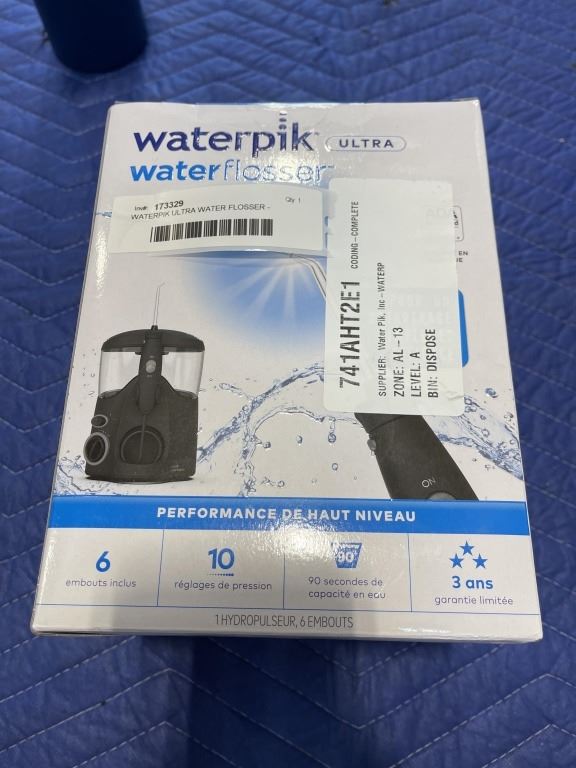 waterpik ULTRA
waterflosser
Inv#: 173329 Qty 1
WATERPIK ULTRA WATER FLOSSER -
741AHT2E1 CODING-COMPLETE
SUPPLIER: Water Pik, Inc - WATERP
ZONE: AL-13
LEVEL: A
BIN: DISPOSE
ON
PERFORMANCE DE HAUT NIVEAU
6
embouts inclus
10
réglages de pression
90"
90 secondes de
capacité en eau
3 ans
garantie limitée
1 HYDROPULSEUR, 6 EMBOUTS